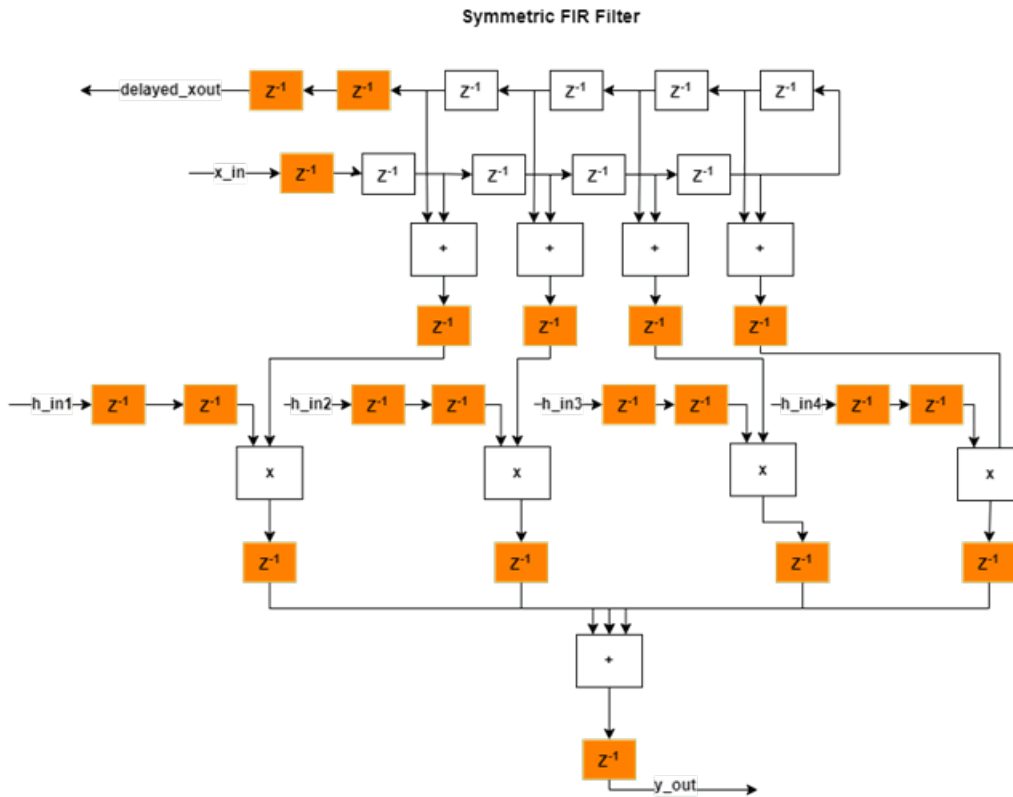 Symmetric FIR Filter
delayed_xout Z⁻¹ Z⁻¹ Z⁻¹ Z⁻¹ Z⁻¹ Z⁻¹
x_in Z⁻¹ Z⁻¹ Z⁻¹ Z⁻¹ Z⁻¹
+ + + +
Z⁻¹ Z⁻¹ Z⁻¹ Z⁻¹
h_in1 Z⁻¹ Z⁻¹ h_in2 Z⁻¹ Z⁻¹ h_in3 Z⁻¹ Z⁻¹ h_in4 Z⁻¹ Z⁻¹
x x x x
Z⁻¹ Z⁻¹ Z⁻¹ Z⁻¹
+
Z⁻¹
y_out